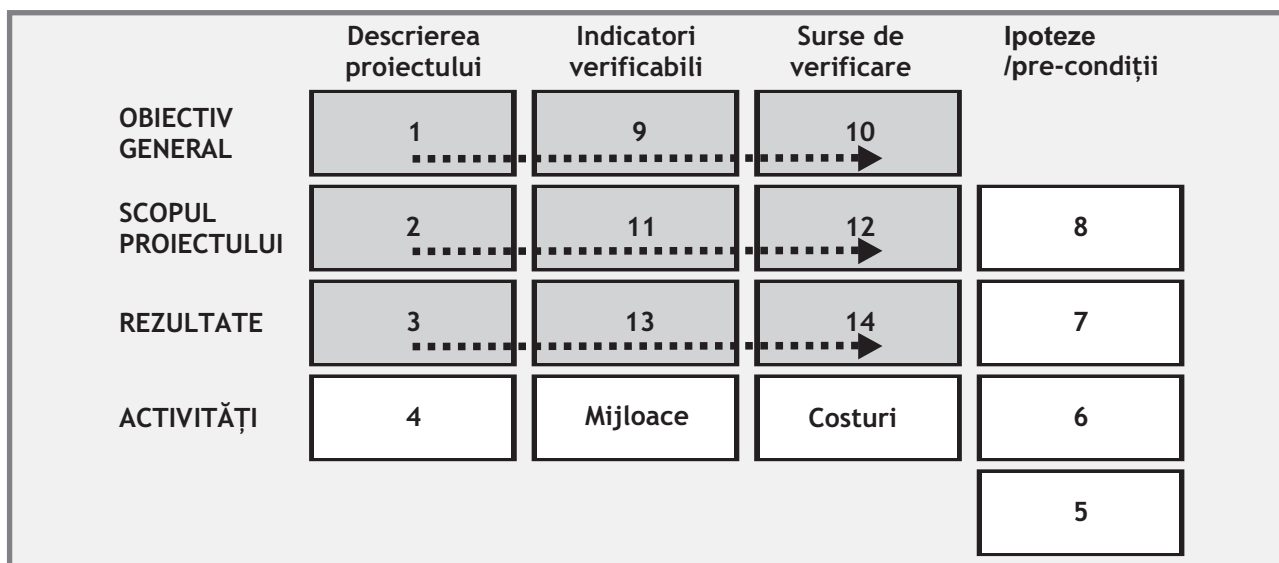 Descrierea proiectului
Indicatori verificabili
Surse de verificare
Ipoteze /pre-condiții
OBIECTIV GENERAL
1
9
10
SCOPUL PROIECTULUI
2
11
12
8
REZULTATE
3
13
14
7
ACTIVITĂȚI
4
Mijloace
Costuri
6
5